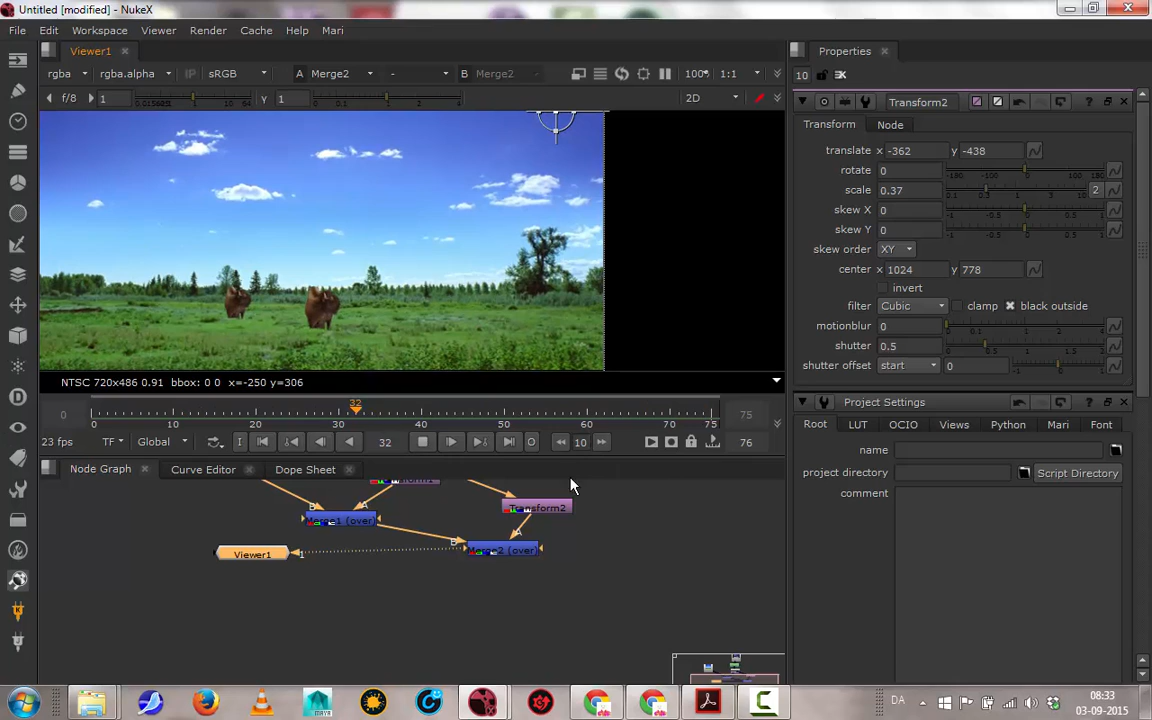 Untitled [modified] - NukeX
File Edit Workspace Viewer Render Cache Help Mari
Viewer1
Properties
rgba rgba.alpha IP sRGB A Merge2 - B Merge2 100% 1:1
10
f/8 1 Y 1 2D
Transform2
Transform Node
translate x -362 y -438
rotate 0
scale 0.37 2
skew X 0
skew Y 0
skew order XY
center x 1024 y 778
invert
filter Cubic clamp black outside
motionblur 0
shutter 0.5
shutter offset start 0
NTSC 720x486 0.91 bbox: 0 0 x=-250 y=306
0 32 75
0 10 20 30 40 50 60 70 75
23 fps TF Global 32 10 76
Project Settings
Root LUT OCIO Views Python Mari Font
name
project directory Script Directory
comment
Node Graph Curve Editor Dope Sheet
Transform2
B A
Merge1 (over)
A
B
Merge2 (over)
Viewer1 1
DA 08:33
03-09-2015